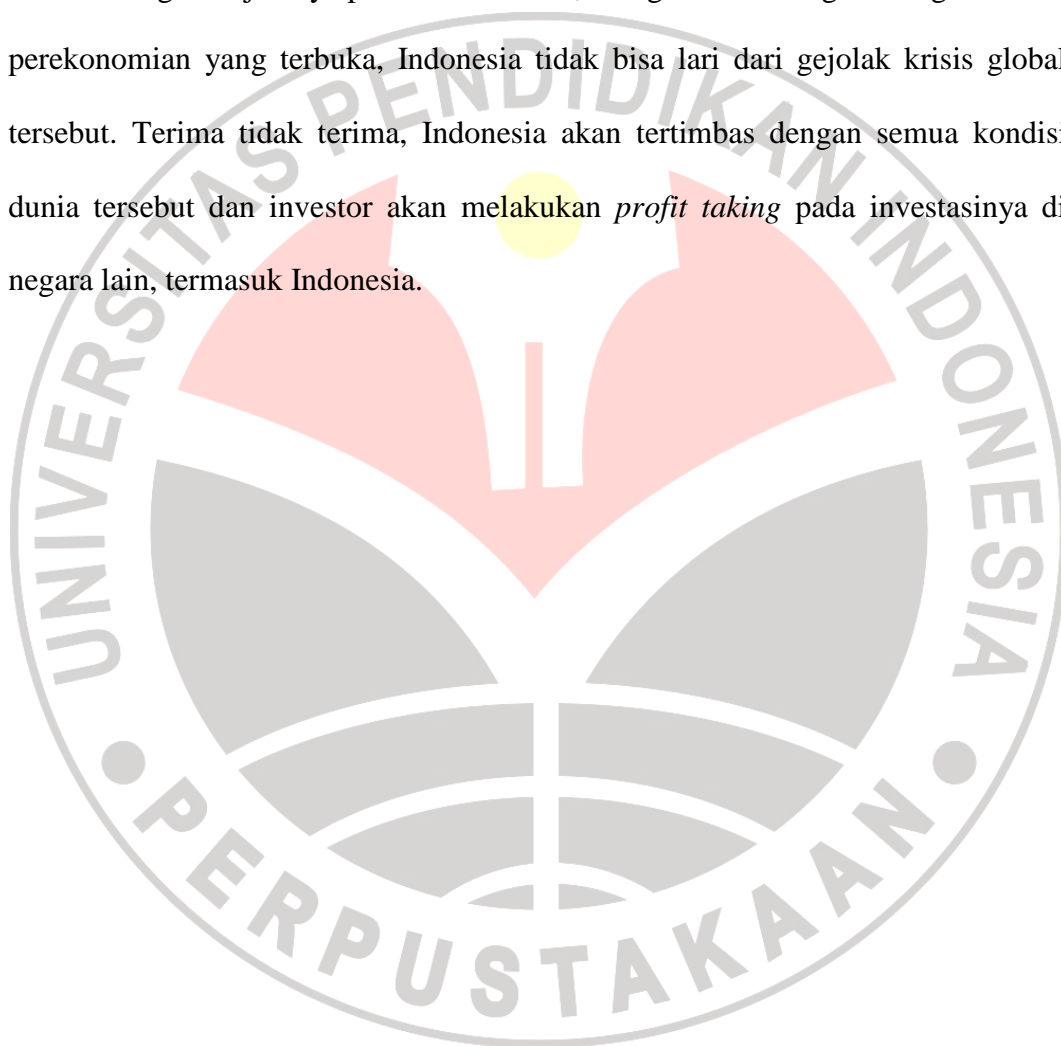 perekonomian yang terbuka, Indonesia tidak bisa lari dari gejolak krisis global
tersebut. Terima tidak terima, Indonesia akan tertimbas dengan semua kondisi
dunia tersebut dan investor akan melakukan profit taking pada investasinya di
negara lain, termasuk Indonesia.
UNIVERSITAS PENDIDIKAN INDONESIA
PERPUSTAKAAN